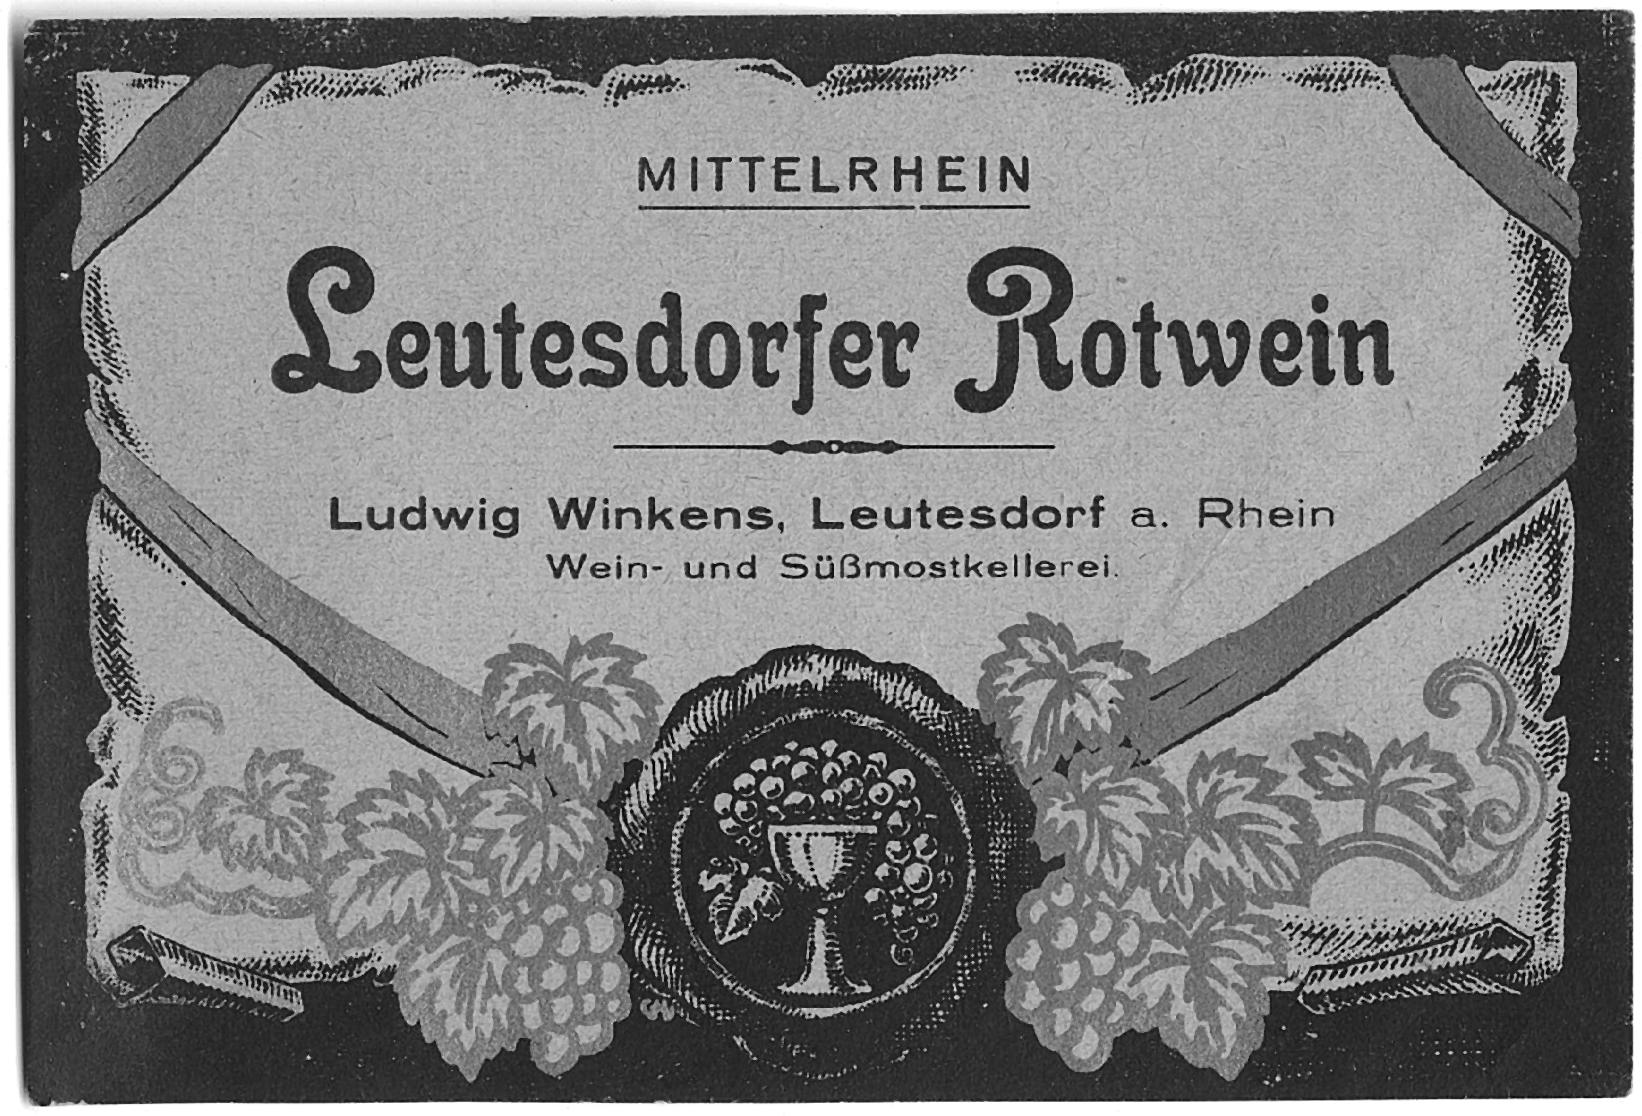 MITTELRHEIN
Leutesdorfer Rotwein
Ludwig Winkens, Leutesdorf a. Rhein
Wein- und Süßmostkellerei.